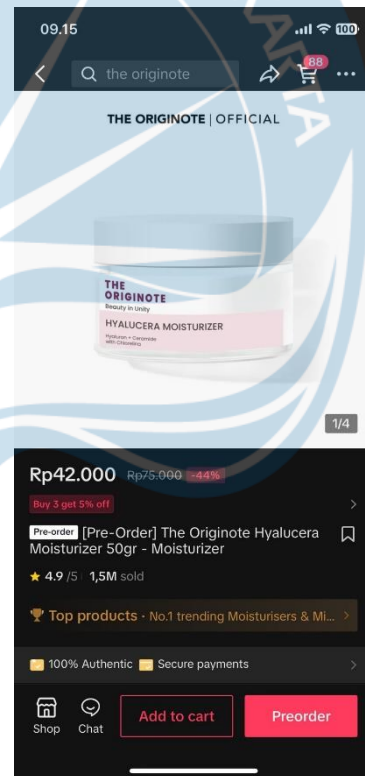 09.15
100
88
the originote
THE ORIGINOTE | OFFICIAL
THE
ORIGINOTE
Beauty in Unity
HYALUCERA MOISTURIZER
Hyaluron + Ceramide
with Chlorelina
1/4
Rp42.000 Rp75.000 -44%
Buy 3 get 5% off
Pre-order [Pre-Order] The Originote Hyalucera
Moisturizer 50gr - Moisturizer
4.9 /5 1,5M sold
Top products · No.1 trending Moisturisers & Mi...
100% Authentic Secure payments
Shop
Chat
Add to cart
Preorder